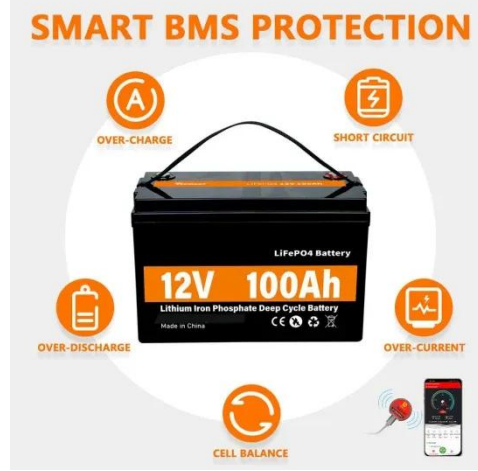 SMART BMS PROTECTION
OVER-CHARGE
SHORT CIRCUIT
LiFePO4 Battery
12V 100Ah
Lithium Iron Phosphate Deep Cycle Battery
Made in China
CE
OVER-DISCHARGE
OVER-CURRENT
CELL BALANCE